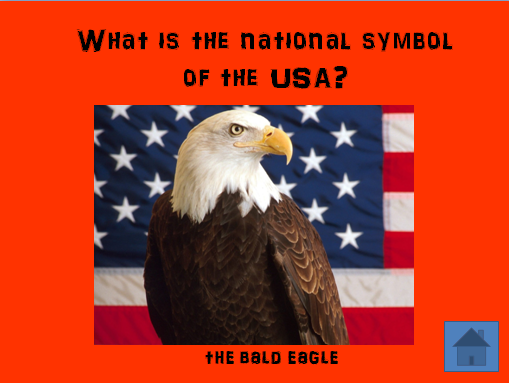 What is the national symbol
of the USA?
the bald eagle